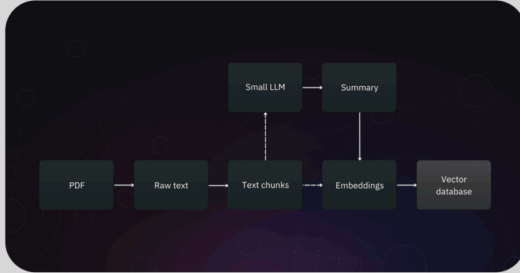 Small LLM
Summary
PDF
Raw text
Text chunks
Embeddings
Vector
database